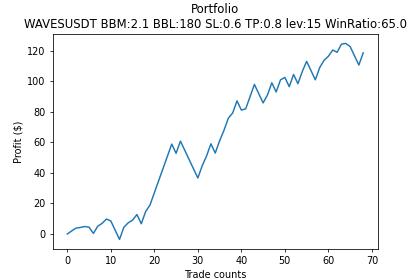 Portfolio
WAVESUSDT BBM:2.1 BBL:180 SL:0.6 TP:0.8 lev:15 WinRatio:65.0
120
100
80
60
40
20
0
Profit ($)
0 10 20 30 40 50 60 70
Trade counts